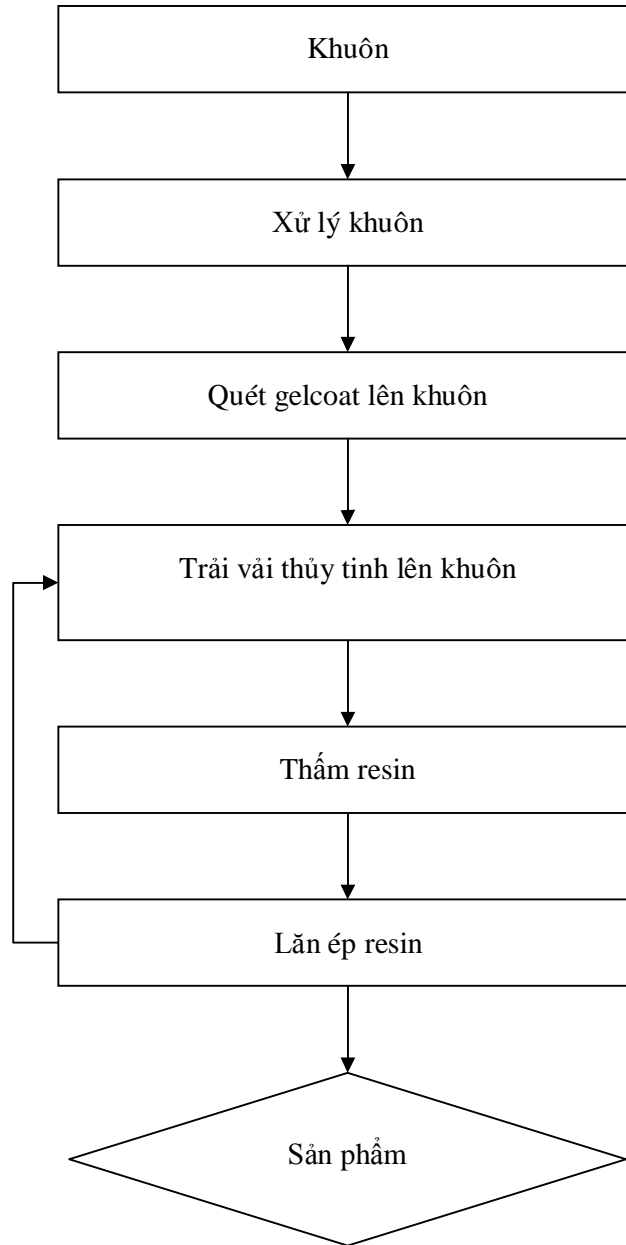 Khuôn
Xử lý khuôn
Quét gelcoat lên khuôn
Trải vải thủy tinh lên khuôn
Thấm resin
Lăn ép resin
Sản phẩm